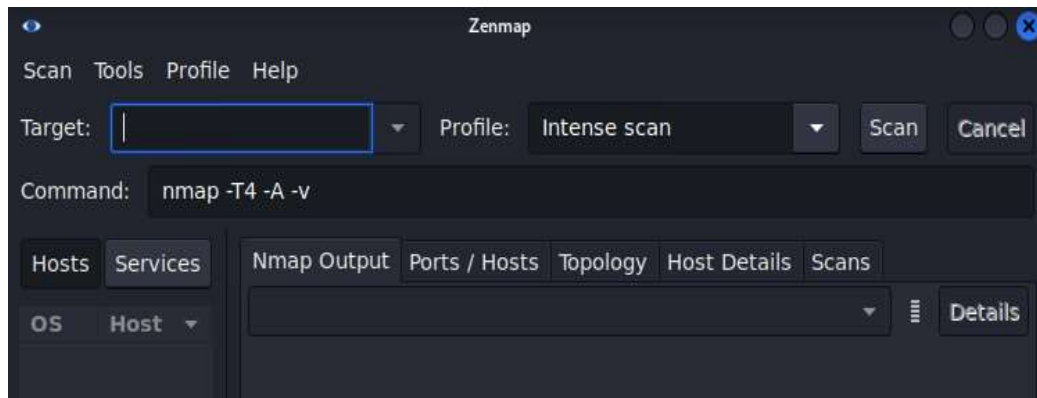 Zenmap
Scan Tools Profile Help
Target: Profile: Intense scan Scan Cancel
Command: nmap -T4 -A -v
Hosts Services Nmap Output Ports / Hosts Topology Host Details Scans
OS Host Details